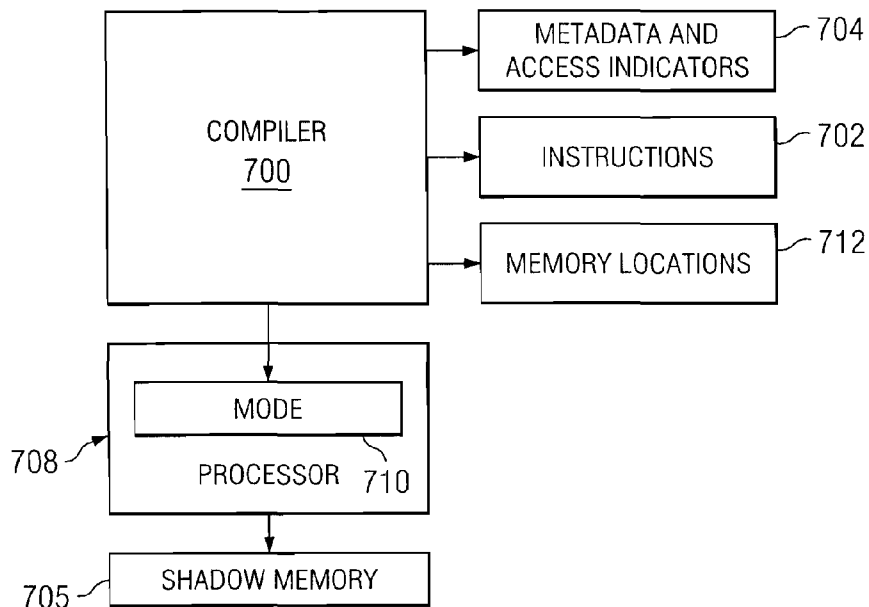 METADATA AND
ACCESS INDICATORS
704
COMPILER
700
INSTRUCTIONS
702
MEMORY LOCATIONS
712
MODE
708
PROCESSOR
710
705
SHADOW MEMORY